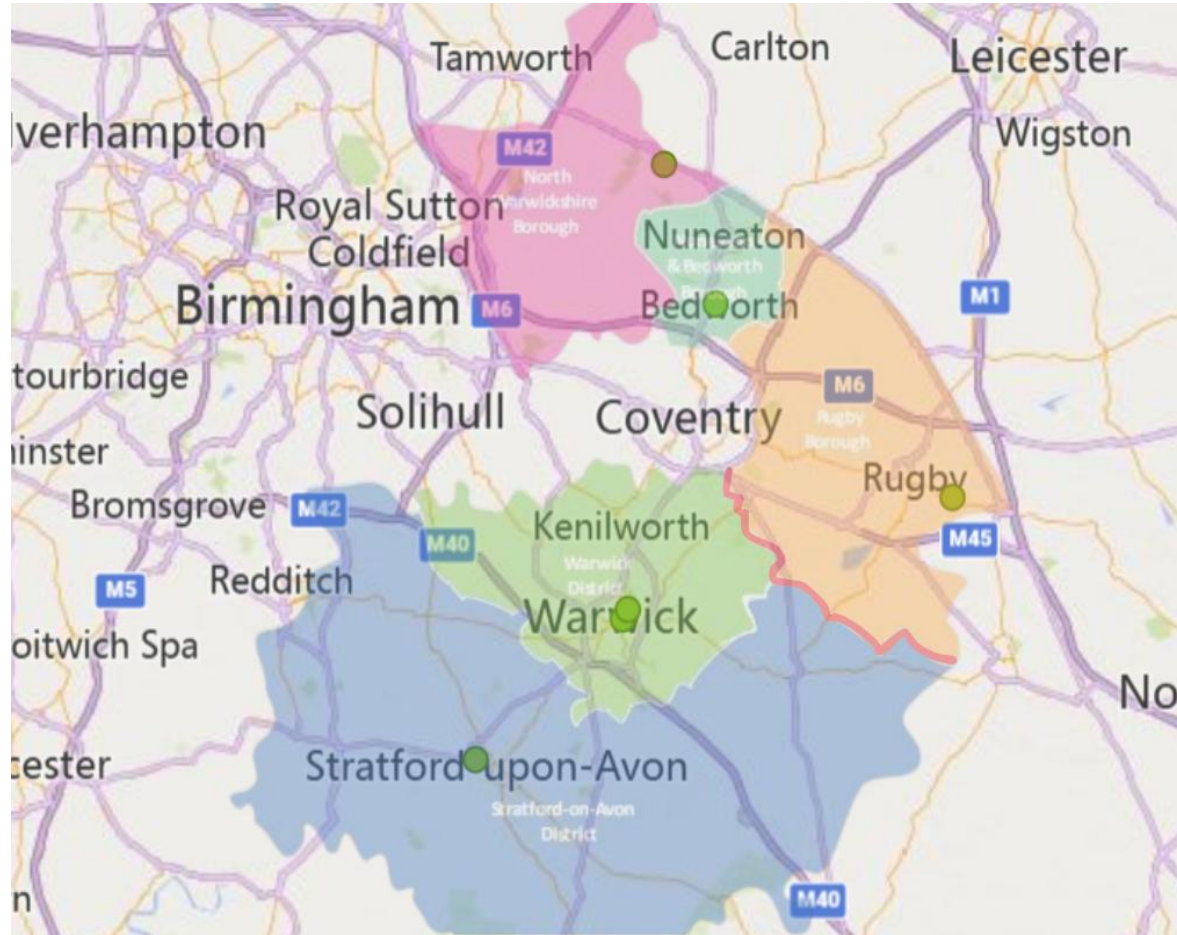 Tamworth
Carlton
Leicester
lverhampton
M42
Wigston
North
Warwickshire
Borough
Royal Sutton
Coldfield
Nuneaton
& Bedworth
Birmingham
M6
Bedworth
M1
tourbridge
M6
Solihull
Coventry
Rugby
Borough
inster
Rugby
Bromsgrove
M42
Kenilworth
M45
M40
Warwick
District
M5
Redditch
Warwick
oitwich Spa
No
cester
Stratford upon-Avon
Stratford-on-Avon
District
n
M40